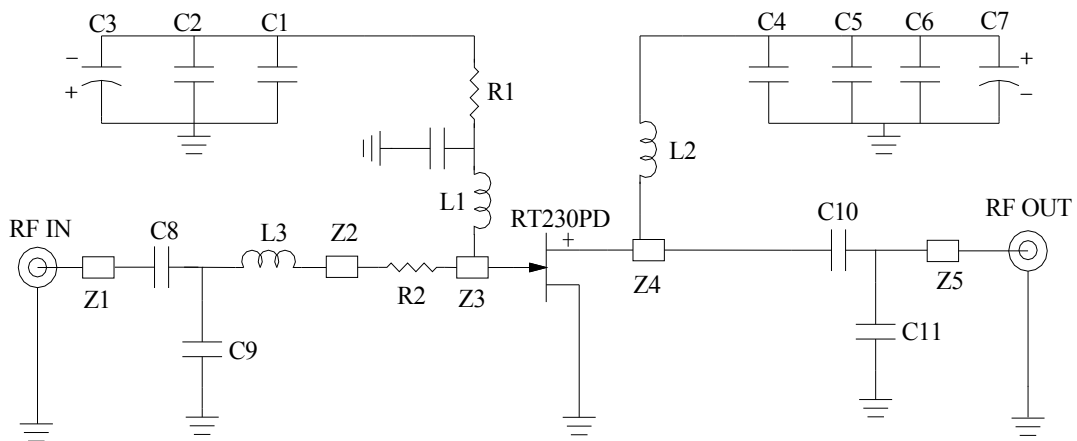 C3 C2 C1 C4 C5 C6 C7
− +
+ −
R1
L2
L1
RT230PD
+
RF IN C8 L3 Z2 C10 RF OUT
Z1 R2 Z3 Z4 Z5
C9 C11